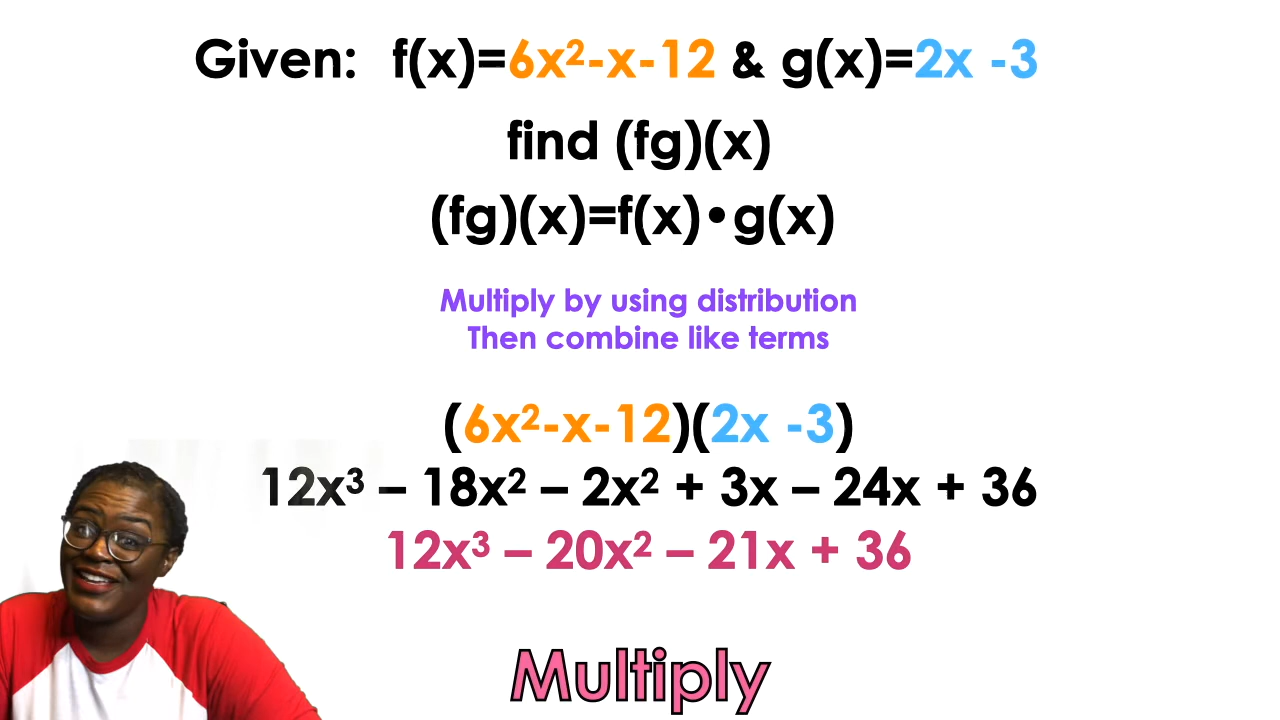 Given: f(x)=6x²-x-12 & g(x)=2x -3
find (fg)(x)
(fg)(x)=f(x)•g(x)
Multiply by using distribution
Then combine like terms
(6x²-x-12)(2x -3)
12x³ – 18x² – 2x² + 3x – 24x + 36
12x³ – 20x² – 21x + 36
Multiply